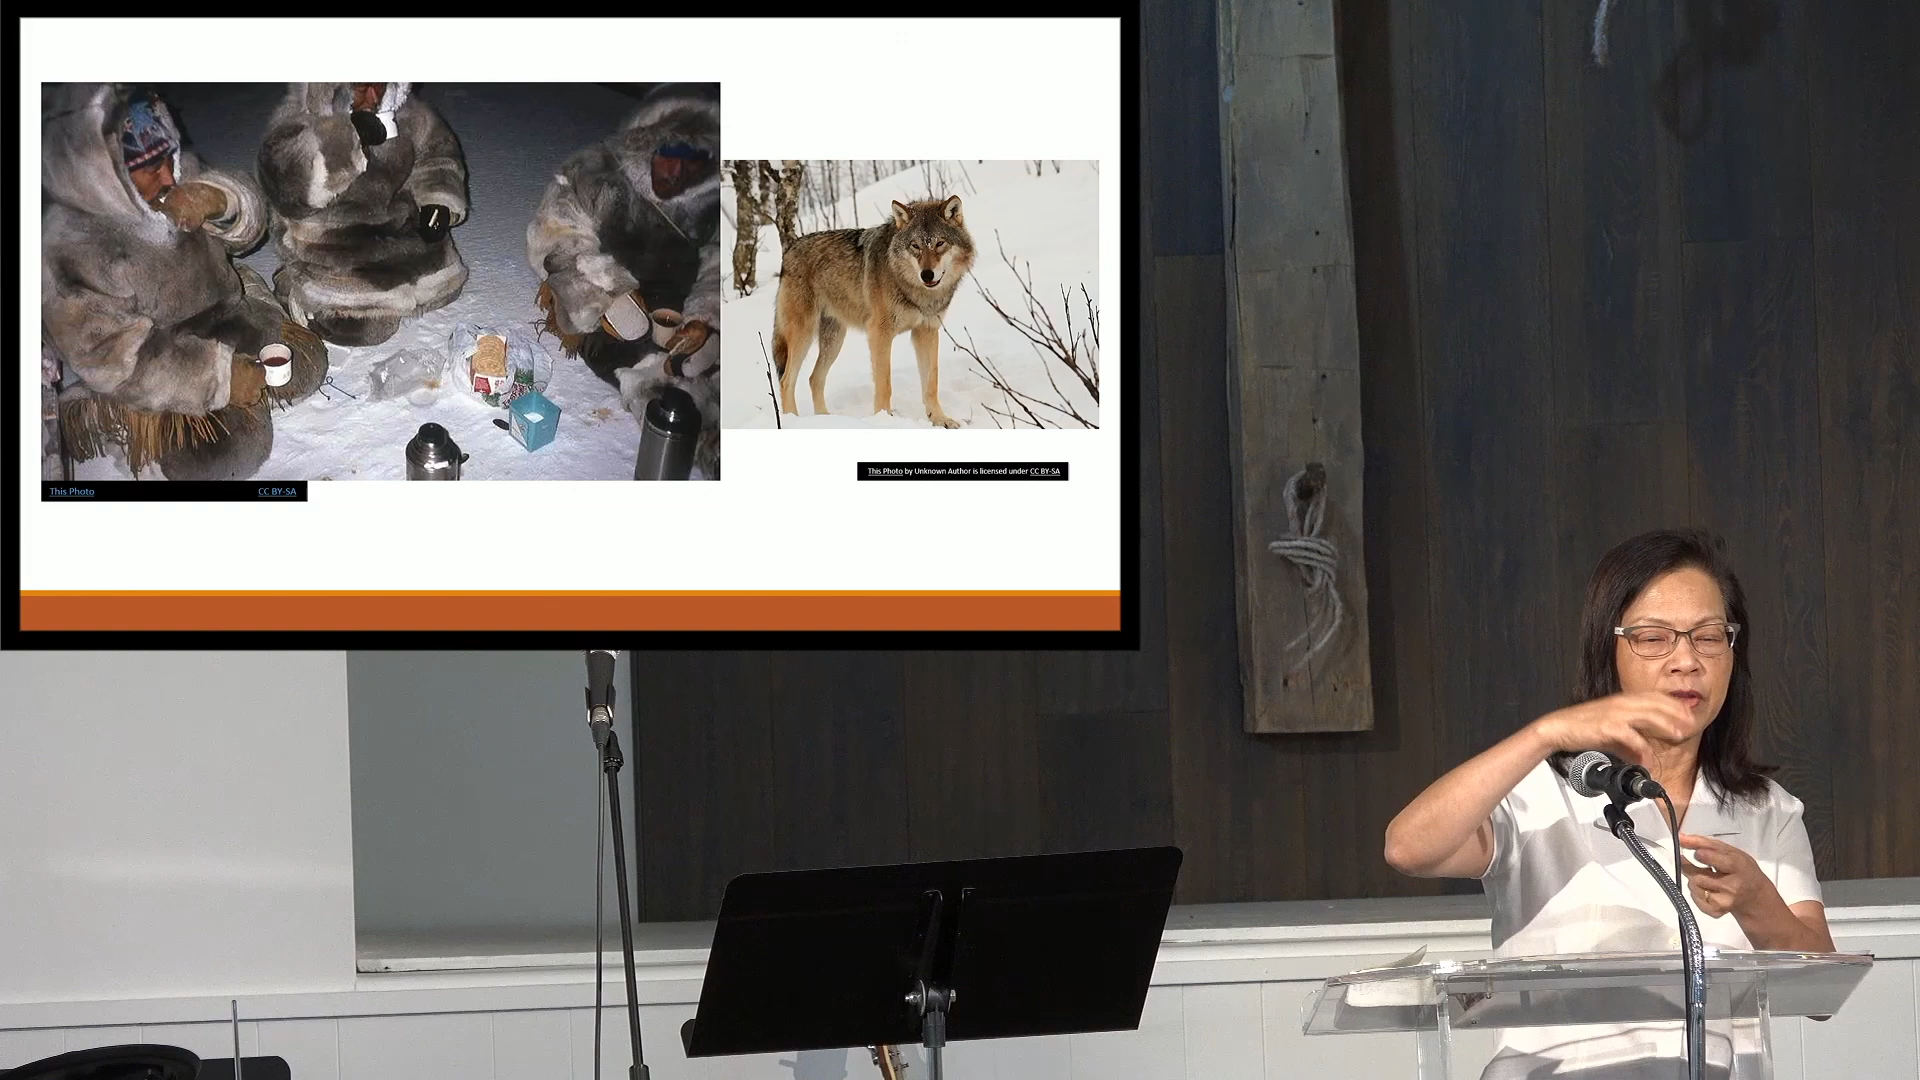 This Photo CC BY-SA
This Photo by Unknown Author is licensed under CC BY-SA